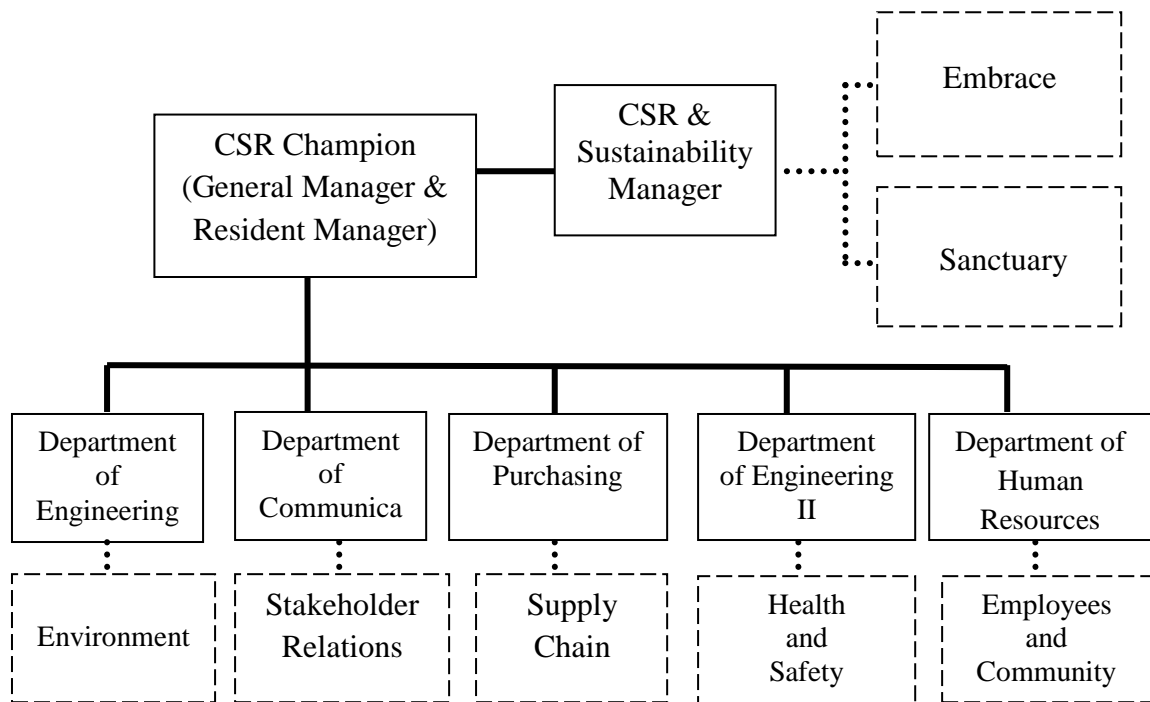 Embrace
CSR &
Sustainability
Manager
CSR Champion
(General Manager &
Resident Manager)
Sanctuary
Department
of
Engineering
Department
of
Communica
Department of
Purchasing
Department
of Engineering
II
Department of
Human
Resources
Environment
Stakeholder
Relations
Supply
Chain
Health
and
Safety
Employees
and
Community